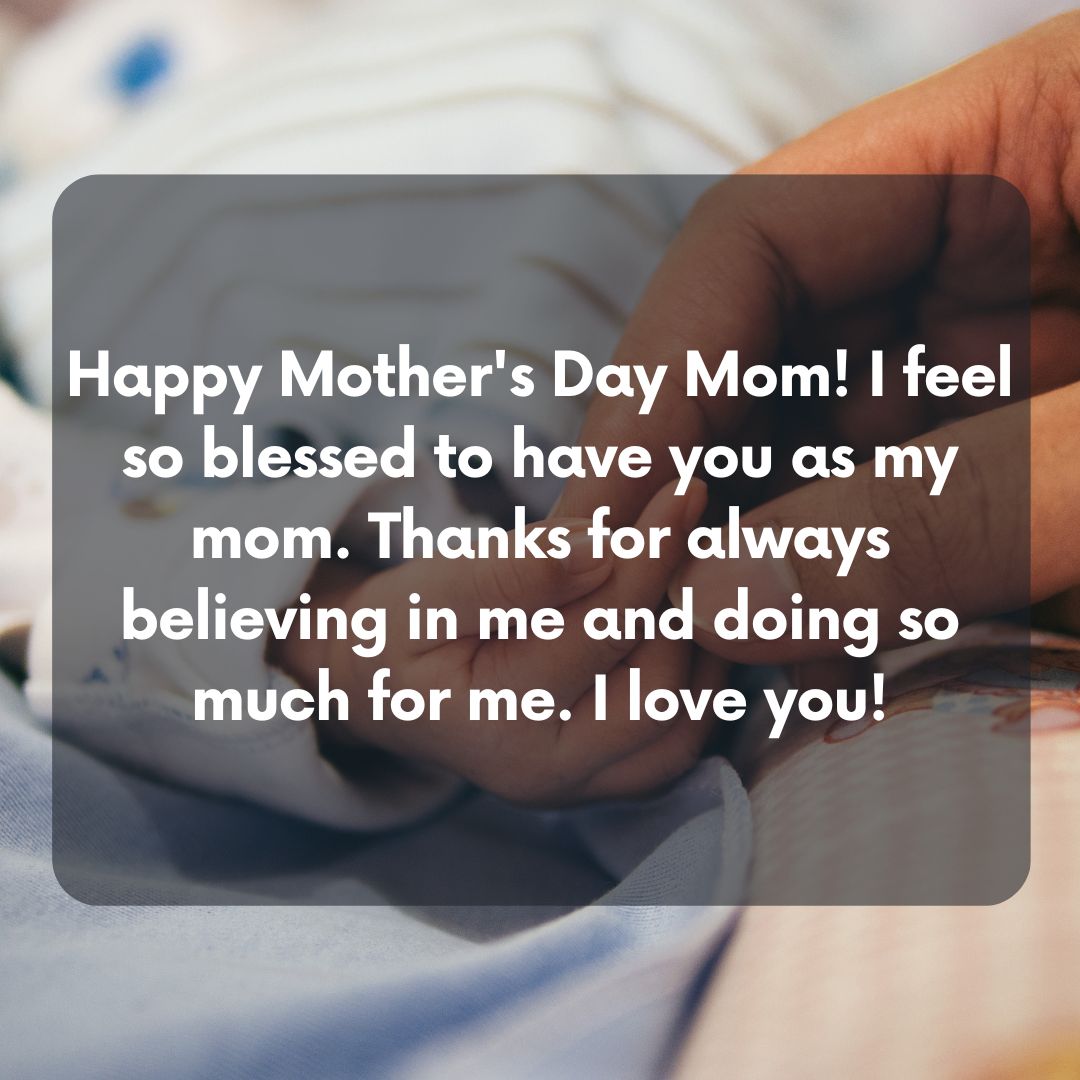 Happy Mother's Day Mom! I feel
so blessed to have you as my
mom. Thanks for always
believing in me and doing so
much for me. I love you!